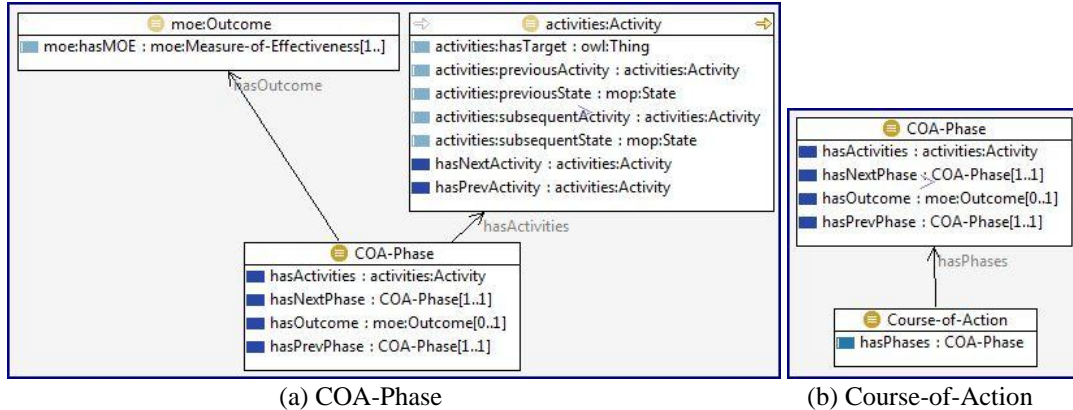 moe:Outcome
moe:hasMOE : moe:Measure-of-Effectiveness[1..]
hasOutcome
activities:Activity
activities:hasTarget : owl:Thing
activities:previousActivity : activities:Activity
activities:previousState : mop:State
activities:subsequentActivity : activities:Activity
activities:subsequentState : mop:State
hasNextActivity : activities:Activity
hasPrevActivity : activities:Activity
hasActivities
COA-Phase
hasActivities : activities:Activity
hasNextPhase : COA-Phase[1..1]
hasOutcome : moe:Outcome[0..1]
hasPrevPhase : COA-Phase[1..1]
(a) COA-Phase
COA-Phase
hasActivities : activities:Activity
hasNextPhase : COA-Phase[1..1]
hasOutcome : moe:Outcome[0..1]
hasPrevPhase : COA-Phase[1..1]
hasPhases
Course-of-Action
hasPhases : COA-Phase
(b) Course-of-Action